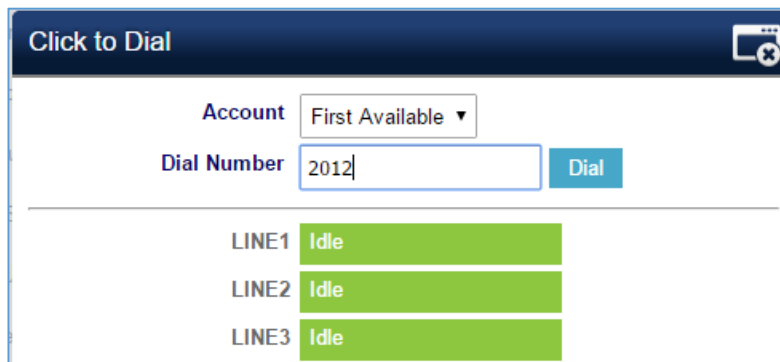 Click to Dial
Account First Available
Dial Number 2012 Dial
LINE1 Idle
LINE2 Idle
LINE3 Idle